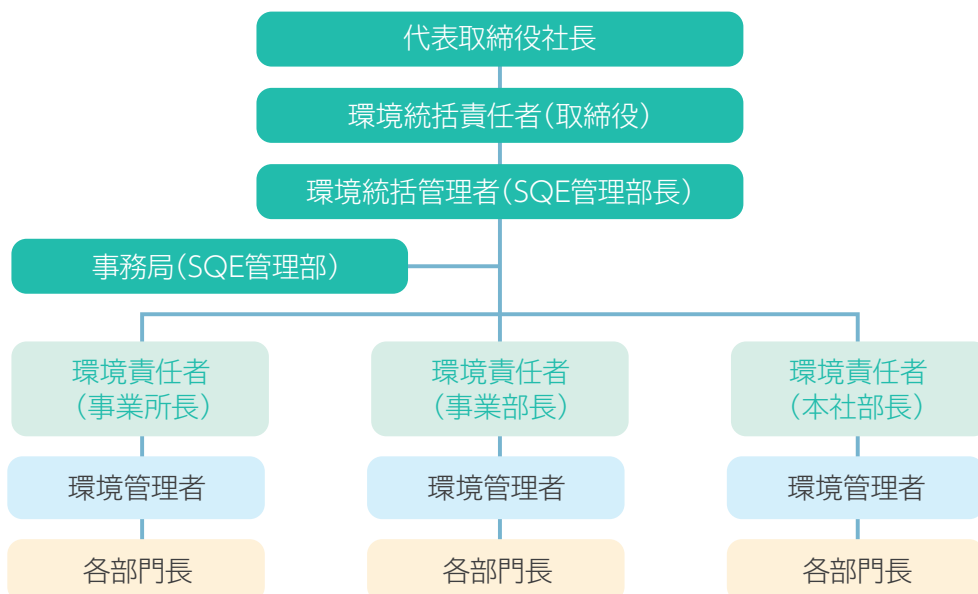 代表取締役社長
環境統括責任者(取締役)
環境統括管理者(SQE管理部長)
事務局(SQE管理部)
環境責任者
(事業所長)
環境責任者
(事業部長)
環境責任者
(本社部長)
環境管理者
環境管理者
環境管理者
各部門長
各部門長
各部門長